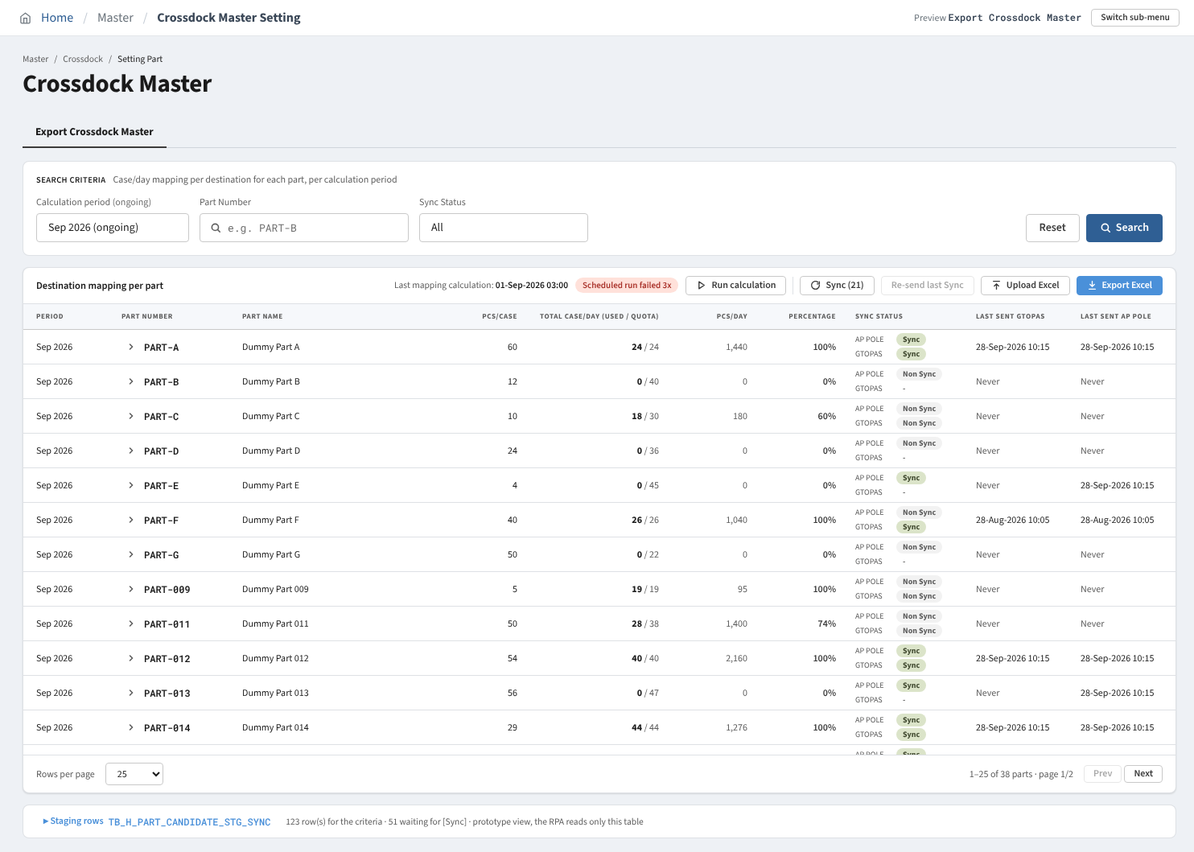 Home / Master / Crossdock Master Setting
Preview Export Crossdock Master Switch sub-menu
Master / Crossdock / Setting Part
Crossdock Master
Export Crossdock Master
SEARCH CRITERIA Case/day mapping per destination for each part, per calculation period
Calculation period (ongoing) Part Number Sync Status
Sep 2026 (ongoing) e.g. PART-B All Reset Search
Destination mapping per part Last mapping calculation: 01-Sep-2026 03:00 Scheduled run failed 3x Run calculation Sync (21) Re-send last Sync Upload Excel Export Excel
PERIOD PART NUMBER PART NAME PCS/CASE TOTAL CASE/DAY (USED / QUOTA) PCS/DAY PERCENTAGE SYNC STATUS LAST SENT GTOPAS LAST SENT AP POLE
Sep 2026 PART-A Dummy Part A 60 24 / 24 1,440 100% AP POLE Sync GTOPAS Sync 28-Sep-2026 10:15 28-Sep-2026 10:15
Sep 2026 PART-B Dummy Part B 12 0 / 40 0 0% AP POLE Non Sync GTOPAS - Never Never
Sep 2026 PART-C Dummy Part C 10 18 / 30 180 60% AP POLE Non Sync GTOPAS Non Sync Never Never
Sep 2026 PART-D Dummy Part D 24 0 / 36 0 0% AP POLE Non Sync GTOPAS - Never Never
Sep 2026 PART-E Dummy Part E 4 0 / 45 0 0% AP POLE Sync GTOPAS - Never 28-Sep-2026 10:15
Sep 2026 PART-F Dummy Part F 40 26 / 26 1,040 100% AP POLE Non Sync GTOPAS Sync 28-Aug-2026 10:05 28-Aug-2026 10:05
Sep 2026 PART-G Dummy Part G 50 0 / 22 0 0% AP POLE Non Sync GTOPAS - Never Never
Sep 2026 PART-009 Dummy Part 009 5 19 / 19 95 100% AP POLE Non Sync GTOPAS Non Sync Never Never
Sep 2026 PART-011 Dummy Part 011 50 28 / 38 1,400 74% AP POLE Non Sync GTOPAS Non Sync Never Never
Sep 2026 PART-012 Dummy Part 012 54 40 / 40 2,160 100% AP POLE Sync GTOPAS Sync 28-Sep-2026 10:15 28-Sep-2026 10:15
Sep 2026 PART-013 Dummy Part 013 56 0 / 47 0 0% AP POLE Sync GTOPAS - Never 28-Sep-2026 10:15
Sep 2026 PART-014 Dummy Part 014 29 44 / 44 1,276 100% AP POLE Sync GTOPAS Sync 28-Sep-2026 10:15 28-Sep-2026 10:15
AP POLE Sync
Rows per page 25 1–25 of 38 parts · page 1/2 Prev Next
▸ Staging rows TB_H_PART_CANDIDATE_STG_SYNC 123 row(s) for the criteria · 51 waiting for [Sync] · prototype view, the RPA reads only this table